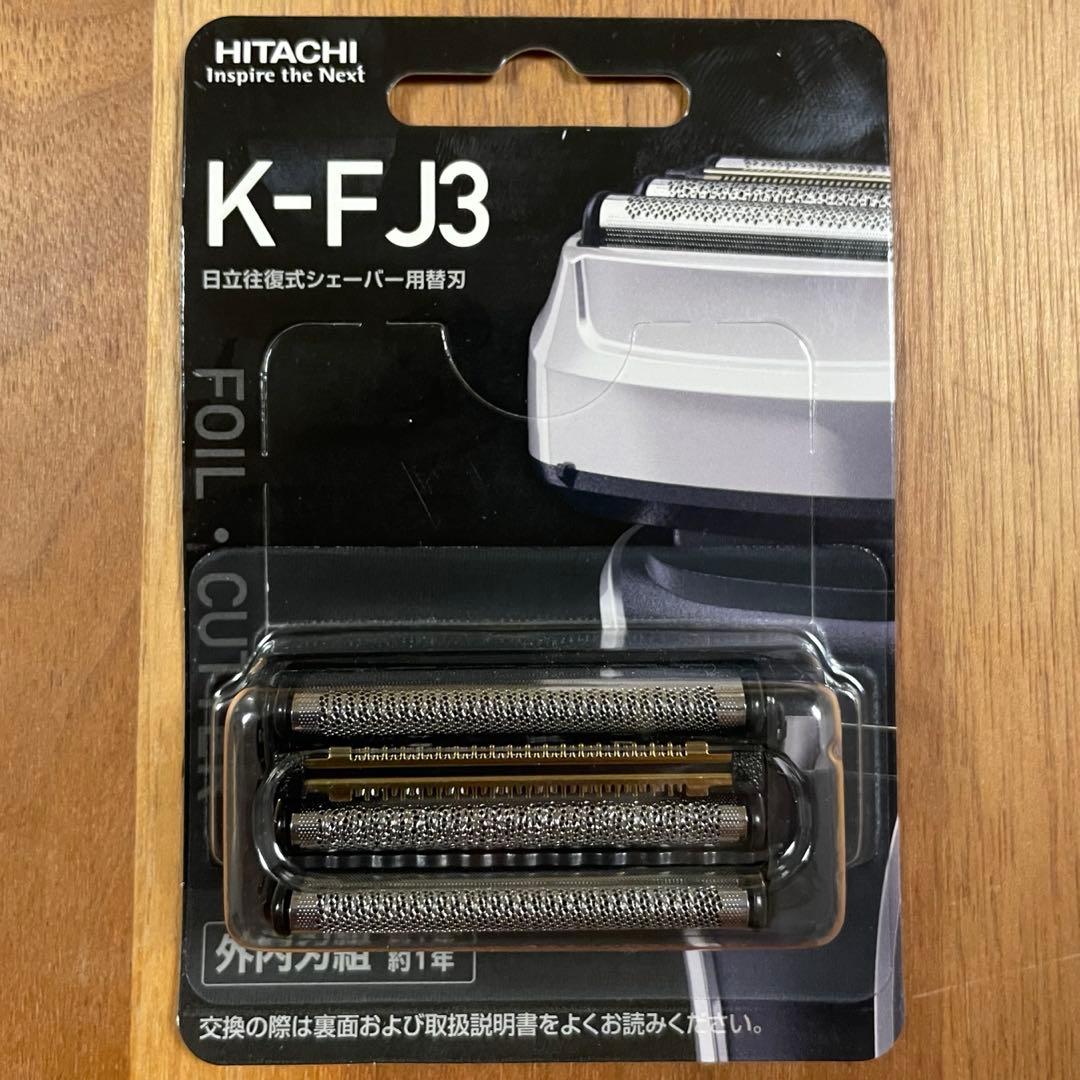 HITACHI
Inspire the Next
K-FJ3
日立往復式シェーバー用替刃
FOIL・CUTTER
外内刃組 約1年
交換の際は裏面および取扱説明書をよくお読みください。